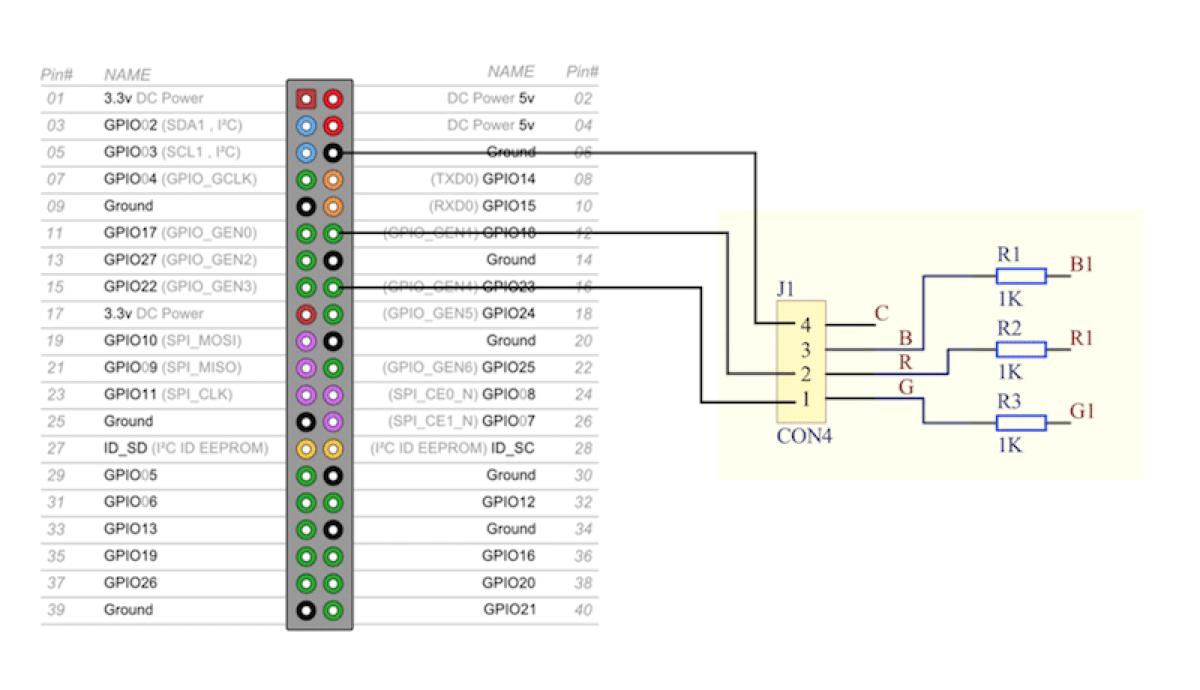 Pin# NAME NAME Pin#
01 3.3v DC Power DC Power 5v 02
03 GPIO02 (SDA1 , I²C) DC Power 5v 04
05 GPIO03 (SCL1 , I²C) Ground 06
07 GPIO04 (GPIO_GCLK) (TXD0) GPIO14 08
09 Ground (RXD0) GPIO15 10
11 GPIO17 (GPIO_GEN0) (GPIO_GEN1) GPIO18 12
13 GPIO27 (GPIO_GEN2) Ground 14
15 GPIO22 (GPIO_GEN3) (GPIO_GEN4) GPIO23 16
17 3.3v DC Power (GPIO_GEN5) GPIO24 18
19 GPIO10 (SPI_MOSI) Ground 20
21 GPIO09 (SPI_MISO) (GPIO_GEN6) GPIO25 22
23 GPIO11 (SPI_CLK) (SPI_CE0_N) GPIO08 24
25 Ground (SPI_CE1_N) GPIO07 26
27 ID_SD (I²C ID EEPROM) (I²C ID EEPROM) ID_SC 28
29 GPIO05 Ground 30
31 GPIO06 GPIO12 32
33 GPIO13 Ground 34
35 GPIO19 GPIO16 36
37 GPIO26 GPIO20 38
39 Ground GPIO21 40
J1
4 C
3 B
2 R
1 G
CON4
R1 B1
1K
R2 R1
1K
R3 G1
1K